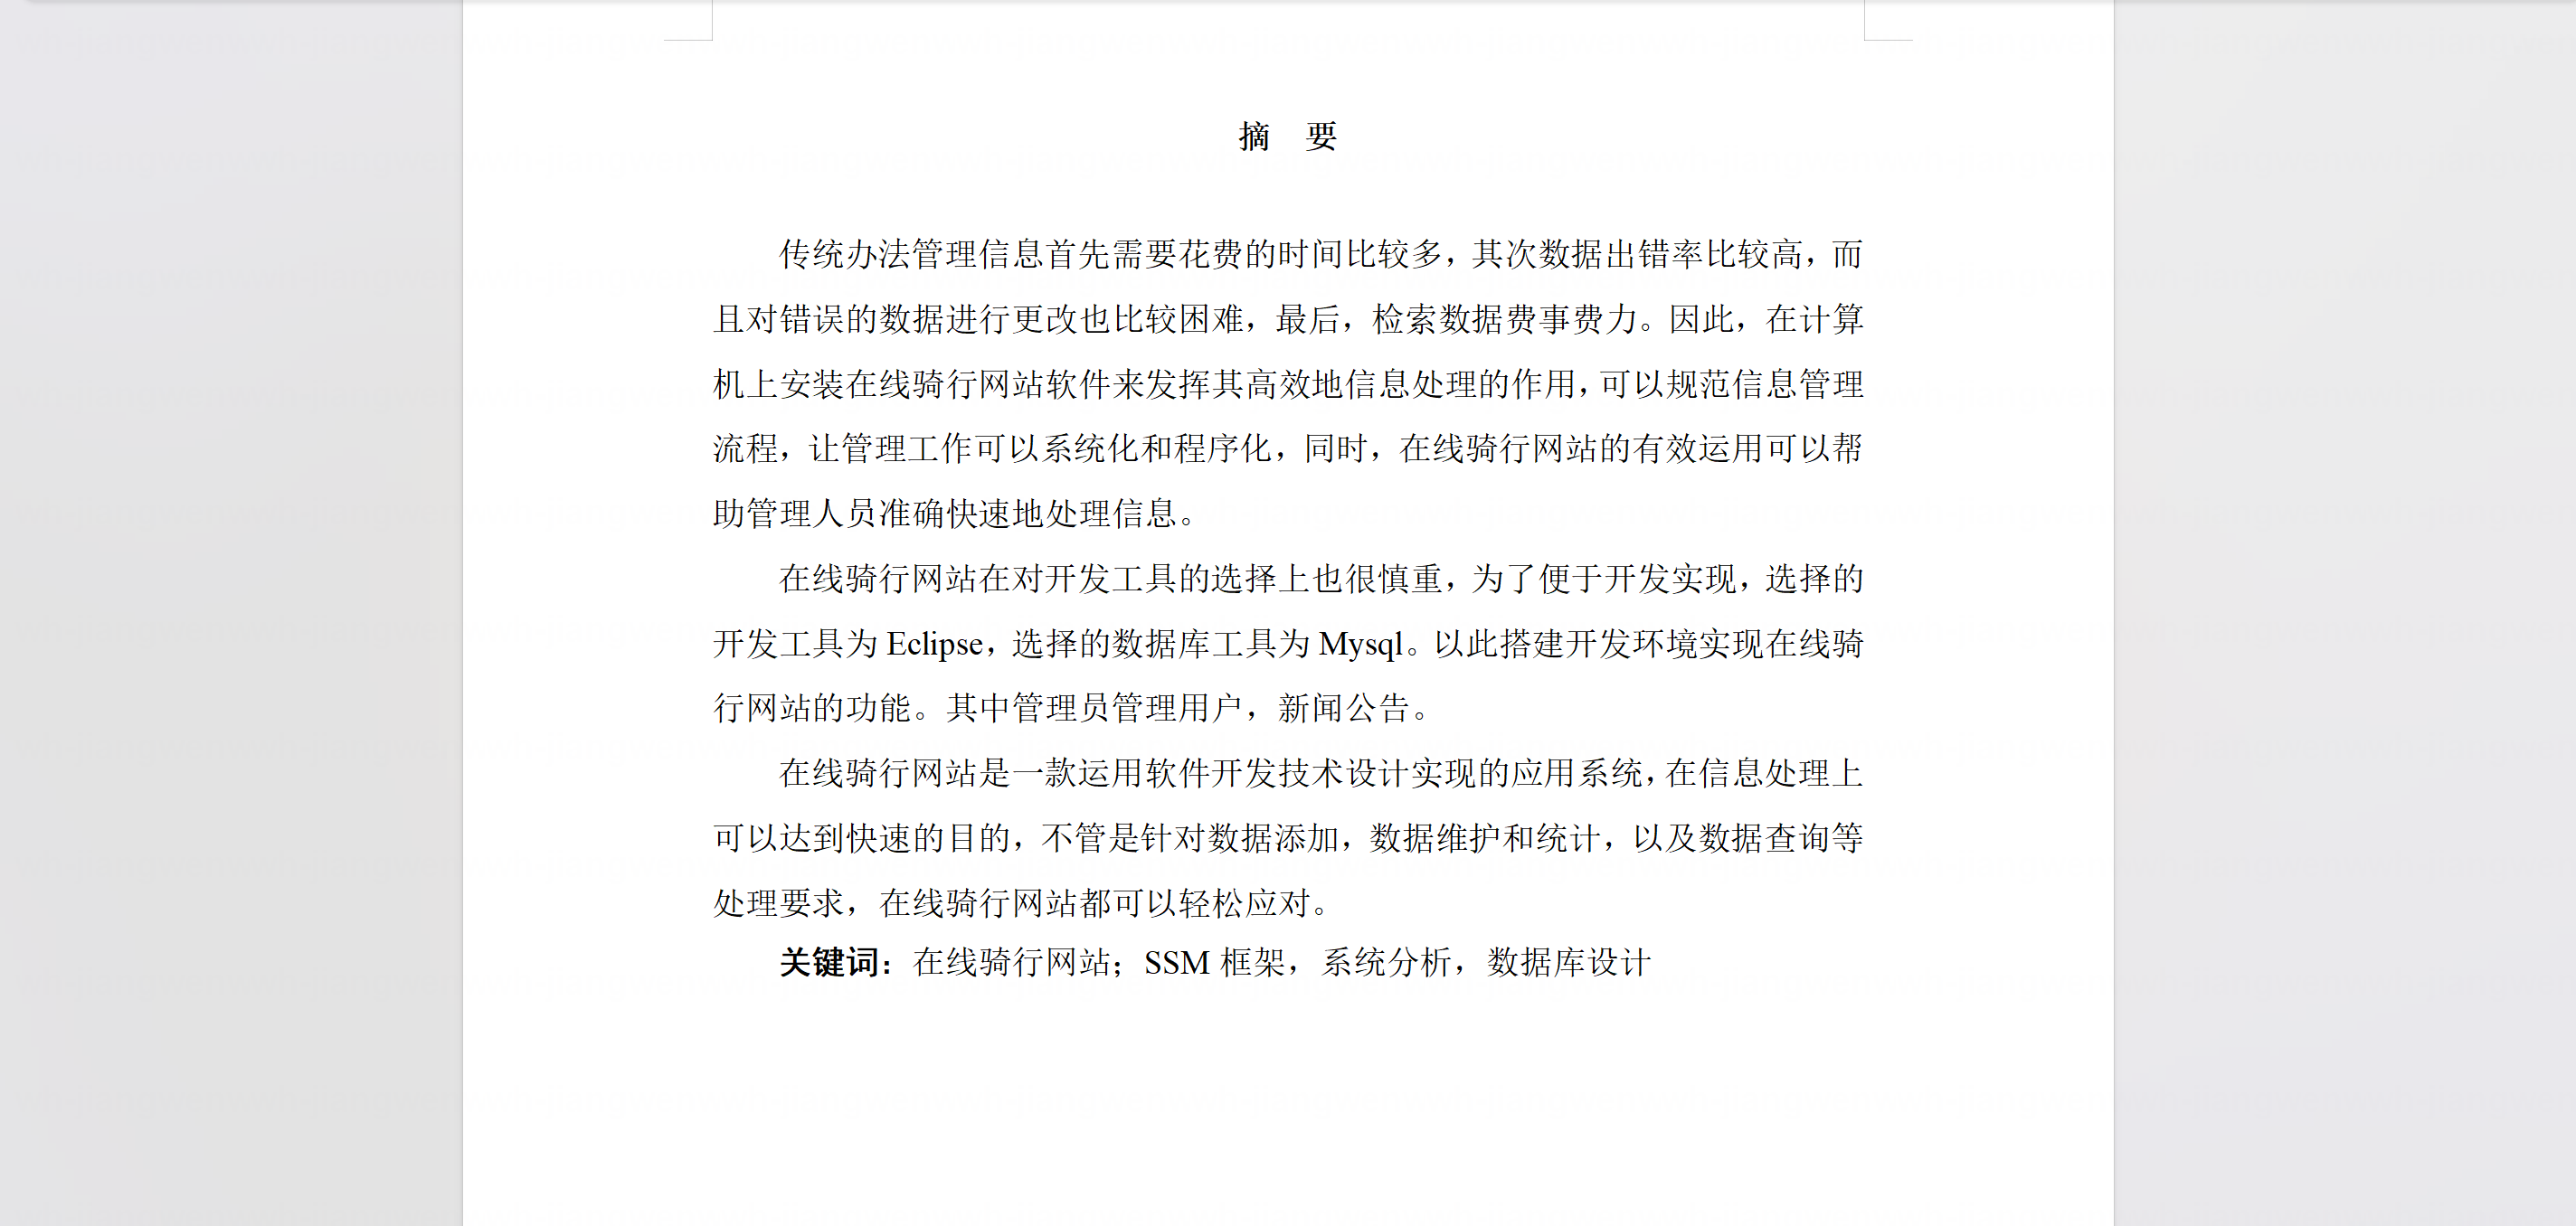 摘 要
传统办法管理信息首先需要花费的时间比较多，其次数据出错率比较高，而
且对错误的数据进行更改也比较困难，最后，检索数据费事费力。因此，在计算
机上安装在线骑行网站软件来发挥其高效地信息处理的作用，可以规范信息管理
流程，让管理工作可以系统化和程序化，同时，在线骑行网站的有效运用可以帮
助管理人员准确快速地处理信息。
在线骑行网站在对开发工具的选择上也很慎重，为了便于开发实现，选择的
开发工具为 Eclipse，选择的数据库工具为 Mysql。以此搭建开发环境实现在线骑
行网站的功能。其中管理员管理用户，新闻公告。
在线骑行网站是一款运用软件开发技术设计实现的应用系统，在信息处理上
可以达到快速的目的，不管是针对数据添加，数据维护和统计，以及数据查询等
处理要求，在线骑行网站都可以轻松应对。
关键词：在线骑行网站；SSM 框架，系统分析，数据库设计